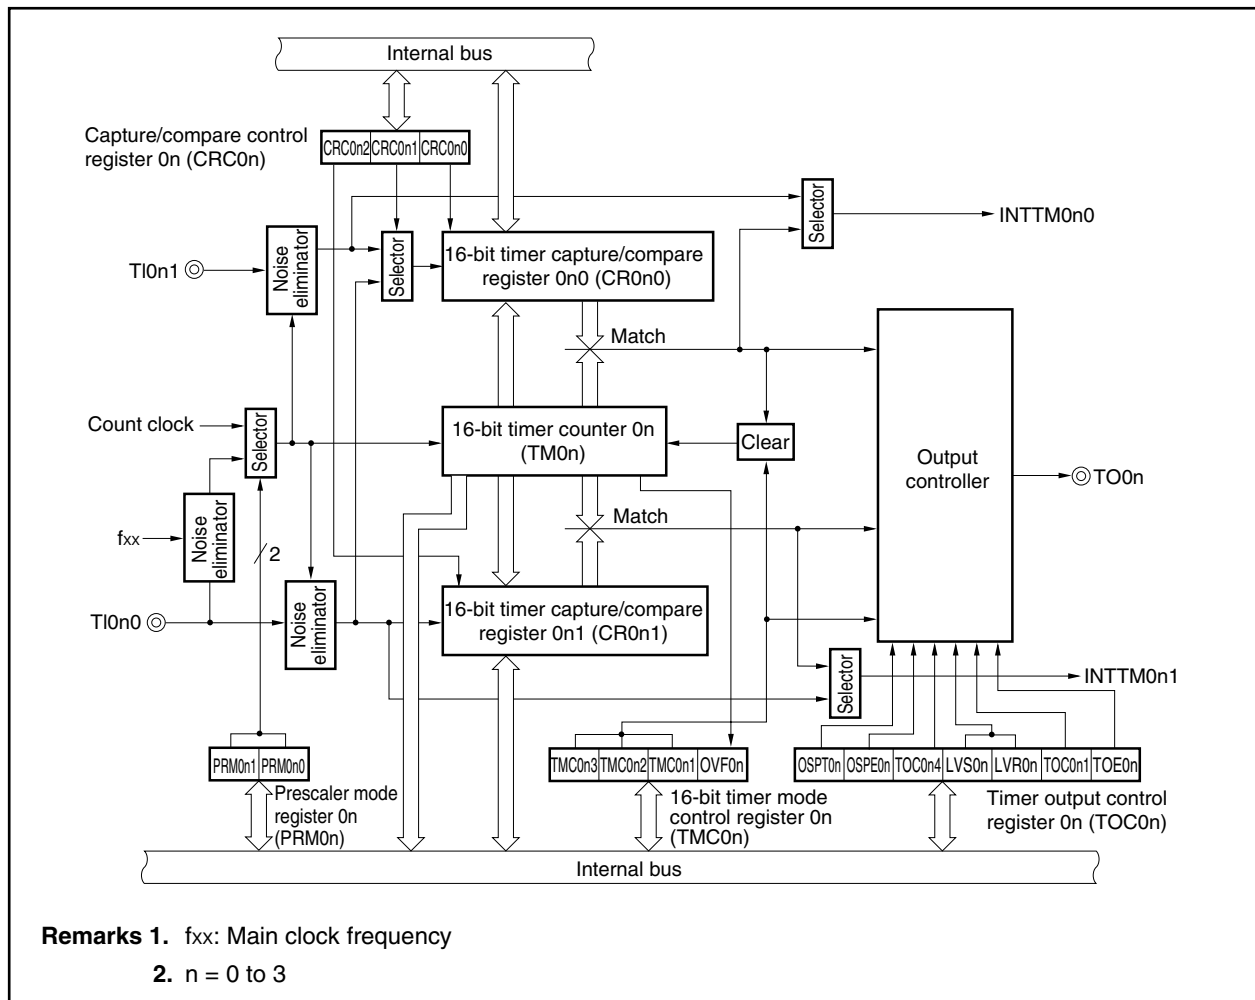 Internal bus
Capture/compare control
register 0n (CRC0n)
CRC0n2 CRC0n1 CRC0n0
Selector
INTTM0n0
TI0n1
Noise
eliminator
Selector
16-bit timer capture/compare
register 0n0 (CR0n0)
Match
Count clock
Selector
16-bit timer counter 0n
(TM0n)
Clear
Output
controller
TO0n
fxx
Noise
eliminator
2
Match
TI0n0
Noise
eliminator
16-bit timer capture/compare
register 0n1 (CR0n1)
Selector
INTTM0n1
PRM0n1 PRM0n0
TMC0n3 TMC0n2 TMC0n1 OVF0n
OSPT0n OSPE0n TOC0n4 LVS0n LVR0n TOC0n1 TOE0n
Prescaler mode
register 0n
(PRM0n)
16-bit timer mode
control register 0n
(TMC0n)
Timer output control
register 0n (TOC0n)
Internal bus
Remarks 1. fxx: Main clock frequency
2. n = 0 to 3